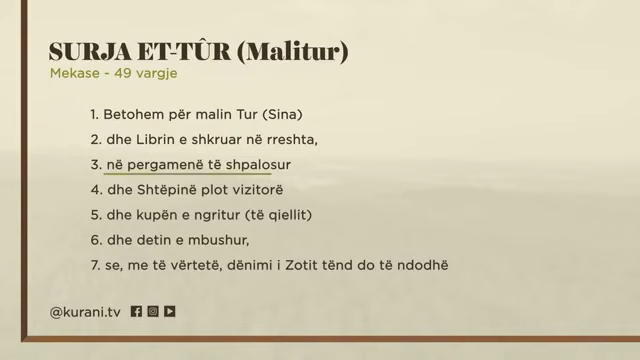 SURJA ET-TÛR (Malitur)
Mekase - 49 vargje
1. Betohem për malin Tur (Sina)
2. dhe Librin e shkruar në rreshta,
3. në pergamenë të shpalosur
4. dhe Shtëpinë plot vizitorë
5. dhe kupën e ngritur (të qiellit)
6. dhe detin e mbushur,
7. se, me të vërtetë, dënimi i Zotit tënd do të ndodhë
@kurani.tv